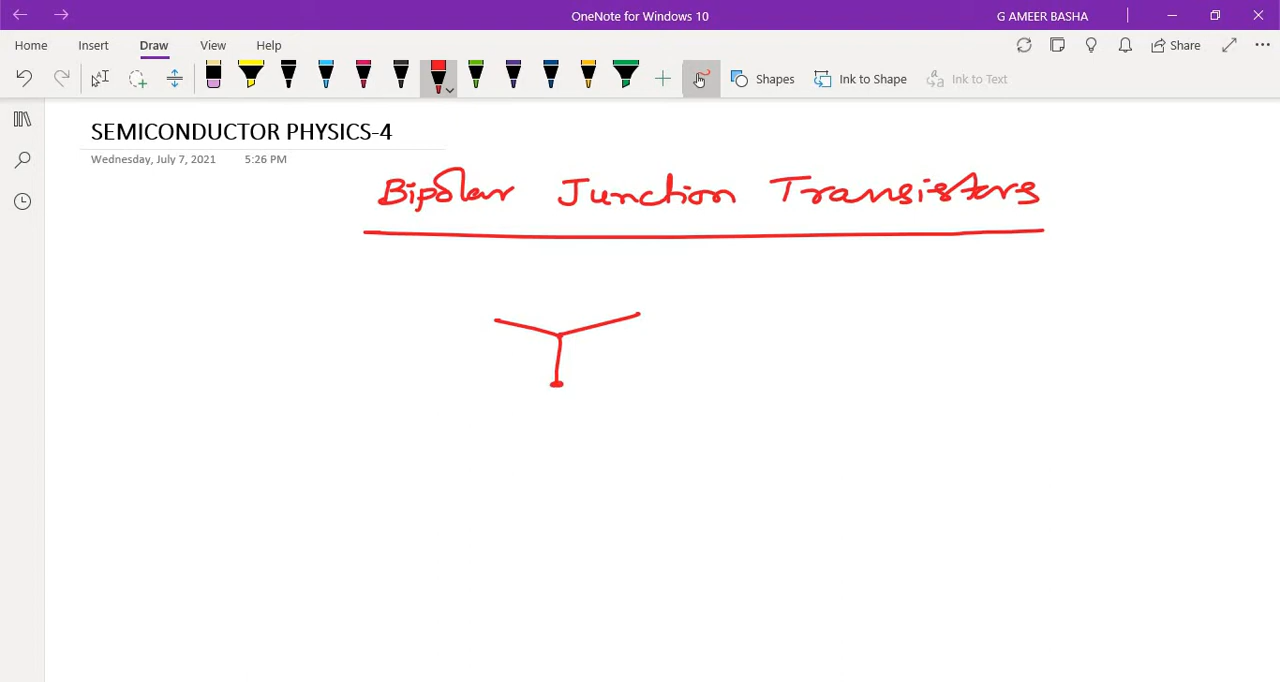 OneNote for Windows 10
G AMEER BASHA
Home Insert Draw View Help
Share
Shapes Ink to Shape Ink to Text
SEMICONDUCTOR PHYSICS-4
Wednesday, July 7, 2021 5:26 PM
Bipolar Junction Transistors